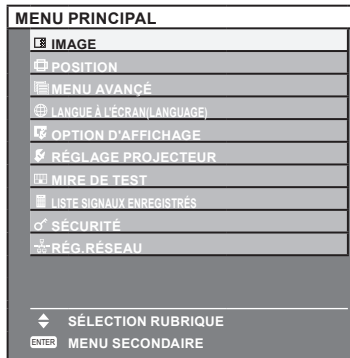 MENU PRINCIPAL
IMAGE
POSITION
MENU AVANÇÉ
LANGUE À L'ÉCRAN(LANGUAGE)
OPTION D'AFFICHAGE
RÉGLAGE PROJECTEUR
MIRE DE TEST
LISTE SIGNAUX ENREGISTRÉS
SÉCURITÉ
RÉG.RÉSEAU
SÉLECTION RUBRIQUE
ENTER MENU SECONDAIRE